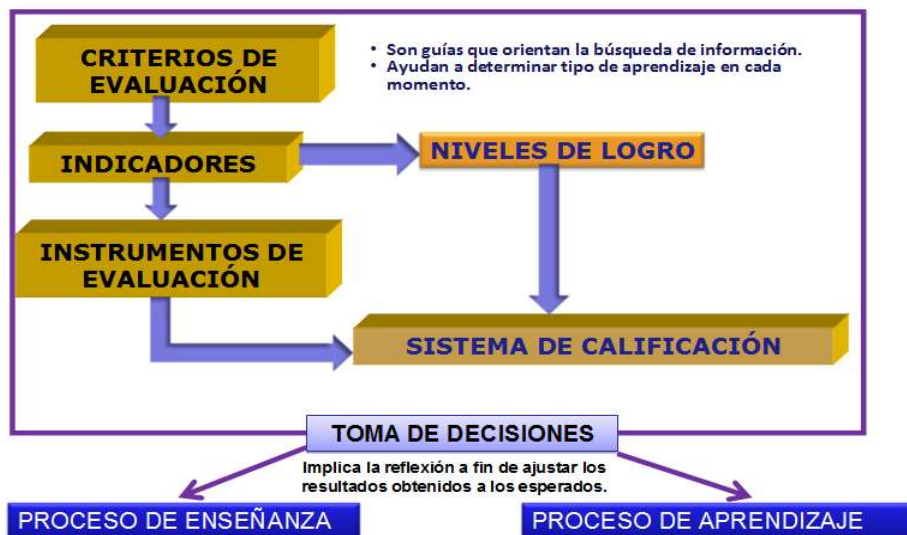 CRITERIOS DE
EVALUACIÓN
• Son guías que orientan la búsqueda de información.
• Ayudan a determinar tipo de aprendizaje en cada
momento.
INDICADORES
NIVELES DE LOGRO
INSTRUMENTOS DE
EVALUACIÓN
SISTEMA DE CALIFICACIÓN
TOMA DE DECISIONES
Implica la reflexión a fin de ajustar los
resultados obtenidos a los esperados.
PROCESO DE ENSEÑANZA
PROCESO DE APRENDIZAJE